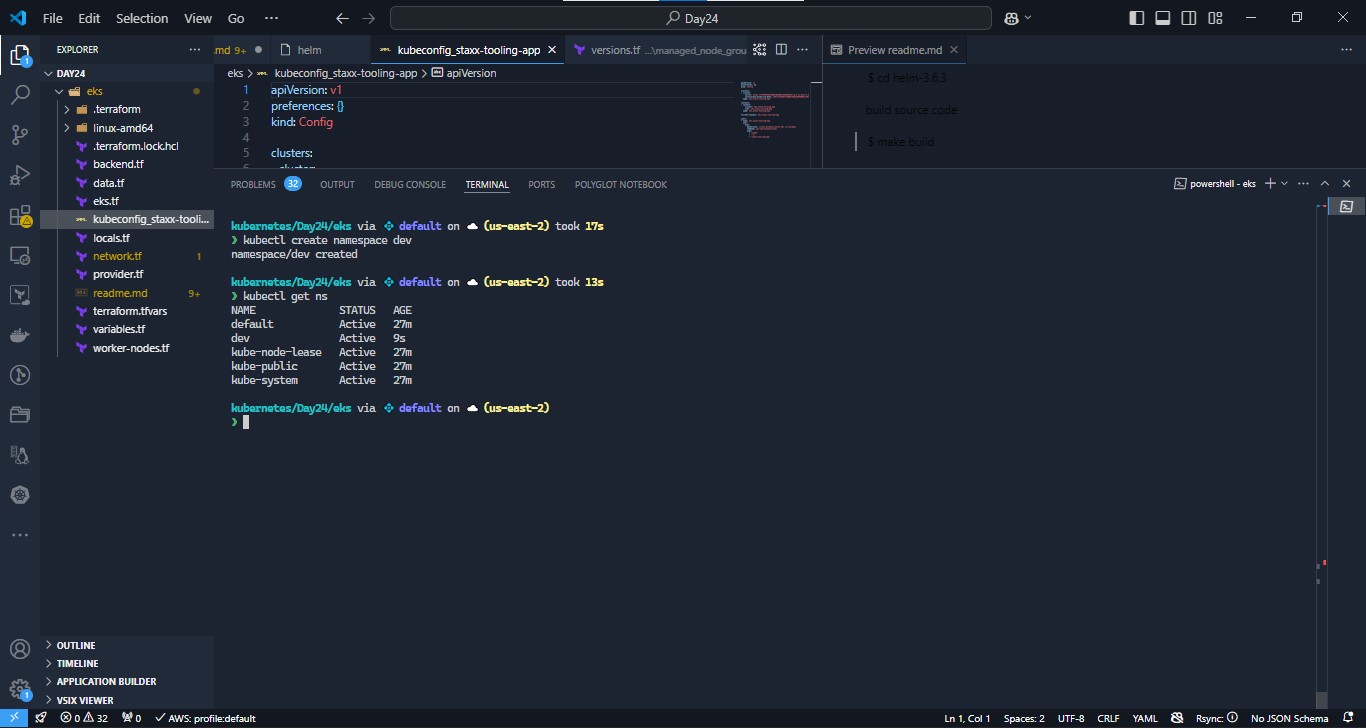 File Edit Selection View Go ··· Day24
EXPLORER ···
DAY24
eks
.terraform
linux-amd64
.terraform.lock.hcl
backend.tf
data.tf
eks.tf
kubeconfig_staxx-tooli...
locals.tf
network.tf 1
provider.tf
readme.md 9+
terraform.tfvars
variables.tf
worker-nodes.tf
OUTLINE
TIMELINE
APPLICATION BUILDER
VSIX VIEWER
.md 9+ helm kubeconfig_staxx-tooling-app versions.tf ...\managed_node_grou ···
eks > kubeconfig_staxx-tooling-app > apiVersion
1 apiVersion: v1
2 preferences: {}
3 kind: Config
4
5 clusters:
Preview readme.md ···
$ cd helm-3.6.3
build source code
$ make build
PROBLEMS 32 OUTPUT DEBUG CONSOLE TERMINAL PORTS POLYGLOT NOTEBOOK powershell - eks ···
kubernetes/Day24/eks via default on (us-east-2) took 17s
❯ kubectl create namespace dev
namespace/dev created
kubernetes/Day24/eks via default on (us-east-2) took 13s
❯ kubectl get ns
NAME STATUS AGE
default Active 27m
dev Active 9s
kube-node-lease Active 27m
kube-public Active 27m
kube-system Active 27m
kubernetes/Day24/eks via default on (us-east-2)
❯
0 32 0 AWS: profile:default Ln 1, Col 1 Spaces: 2 UTF-8 CRLF YAML Rsync: No JSON Schema